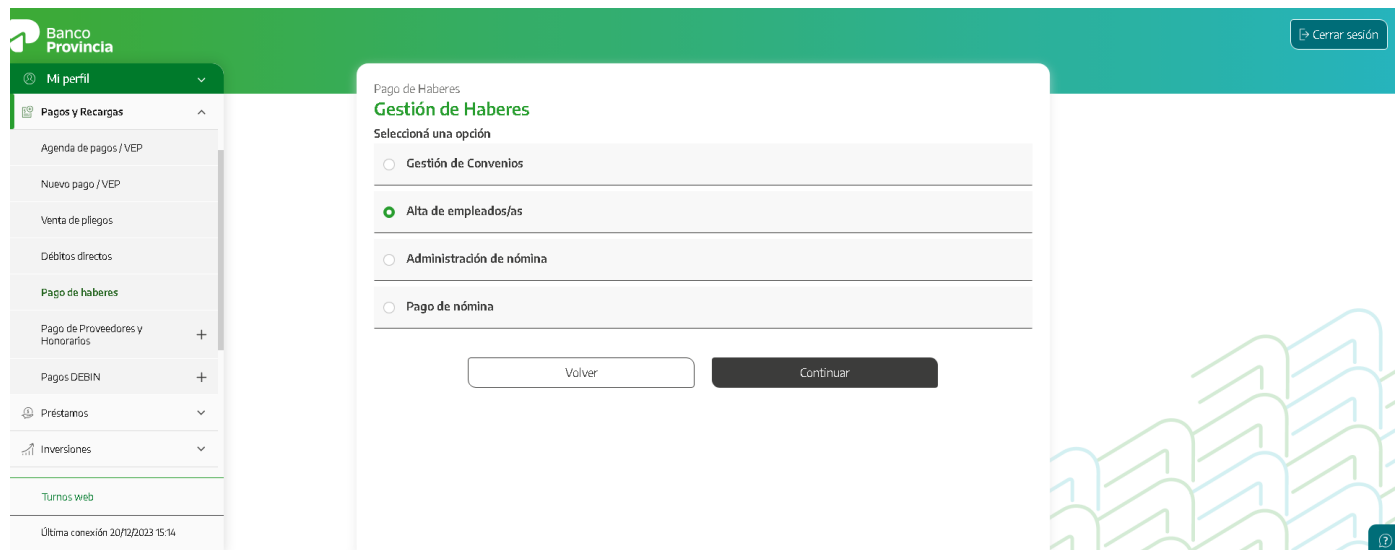 Banco
Provincia
Cerrar sesión
Mi perfil
Pagos y Recargas
Agenda de pagos / VEP
Nuevo pago / VEP
Venta de pliegos
Débitos directos
Pago de haberes
Pago de Proveedores y
Honorarios
Pagos DEBIN
Préstamos
Inversiones
Turnos web
Última conexión 20/12/2023 15:14
Pago de Haberes
Gestión de Haberes
Seleccioná una opción
Gestión de Convenios
Alta de empleados/as
Administración de nómina
Pago de nómina
Volver
Continuar